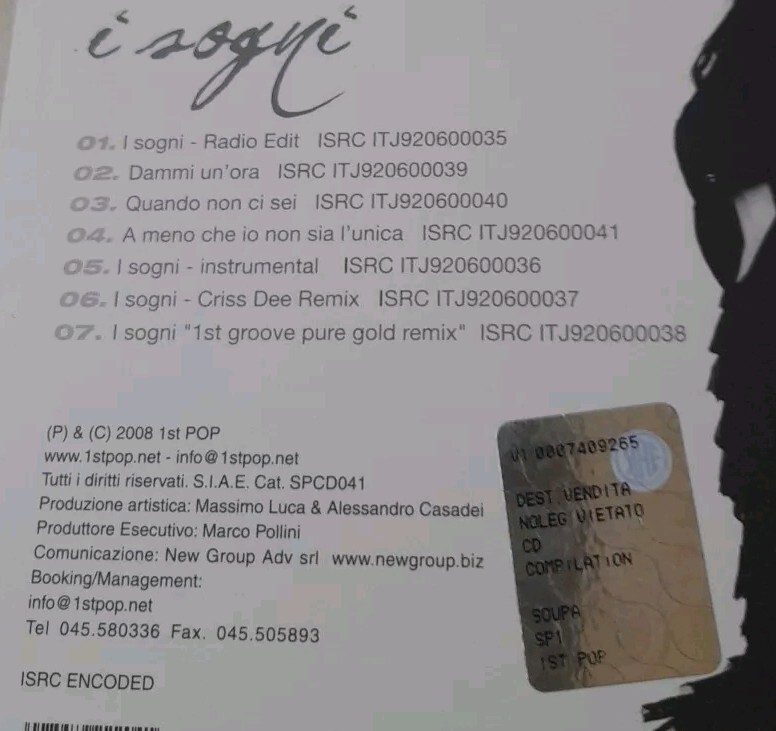 i sogni
01. I sogni - Radio Edit ISRC ITJ920600035
02. Dammi un'ora ISRC ITJ920600039
03. Quando non ci sei ISRC ITJ920600040
04. A meno che io non sia l'unica ISRC ITJ920600041
05. I sogni - instrumental ISRC ITJ920600036
06. I sogni - Criss Dee Remix ISRC ITJ920600037
07. I sogni "1st groove pure gold remix" ISRC ITJ920600038
(P) & (C) 2008 1st POP
www.1stpop.net - info@1stpop.net
Tutti i diritti riservati. S.I.A.E. Cat. SPCD041
Produzione artistica: Massimo Luca & Alessandro Casadei
Produttore Esecutivo: Marco Pollini
Comunicazione: New Group Adv srl www.newgroup.biz
Booking/Management:
info@1stpop.net
Tel 045.580336 Fax. 045.505893
ISRC ENCODED
V1 0007409265
DEST VENDITA
NOLEG VIETATO
CD
COMPILATION
SOUPA
SP1
1ST POP